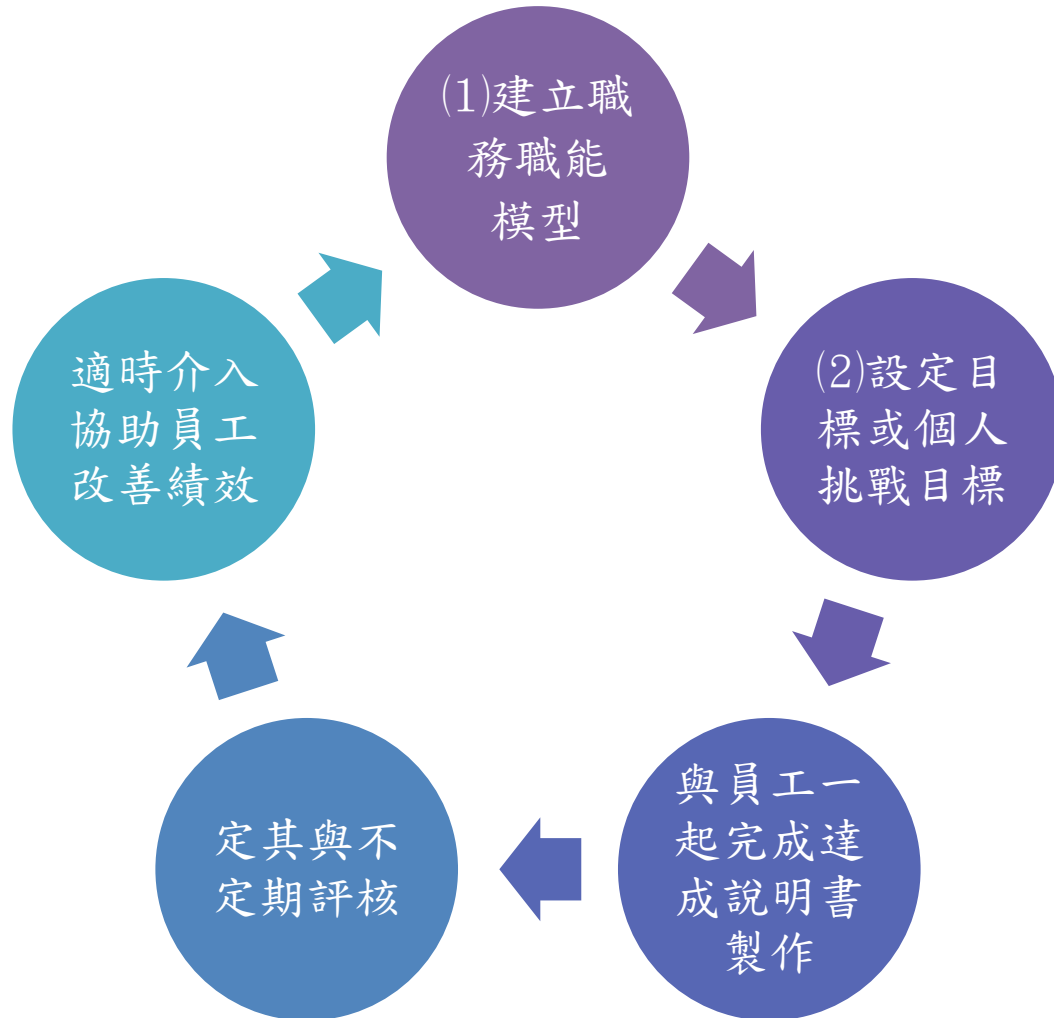 (1)建立職
務職能
模型
(2)設定目
標或個人
挑戰目標
與員工一
起完成達
成說明書
製作
定其與不
定期評核
適時介入
協助員工
改善績效